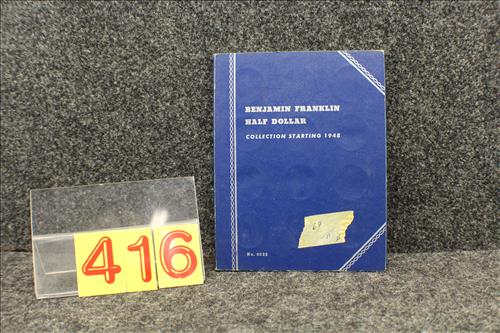 BENJAMIN FRANKLIN
HALF DOLLAR
COLLECTION STARTING 1948
416